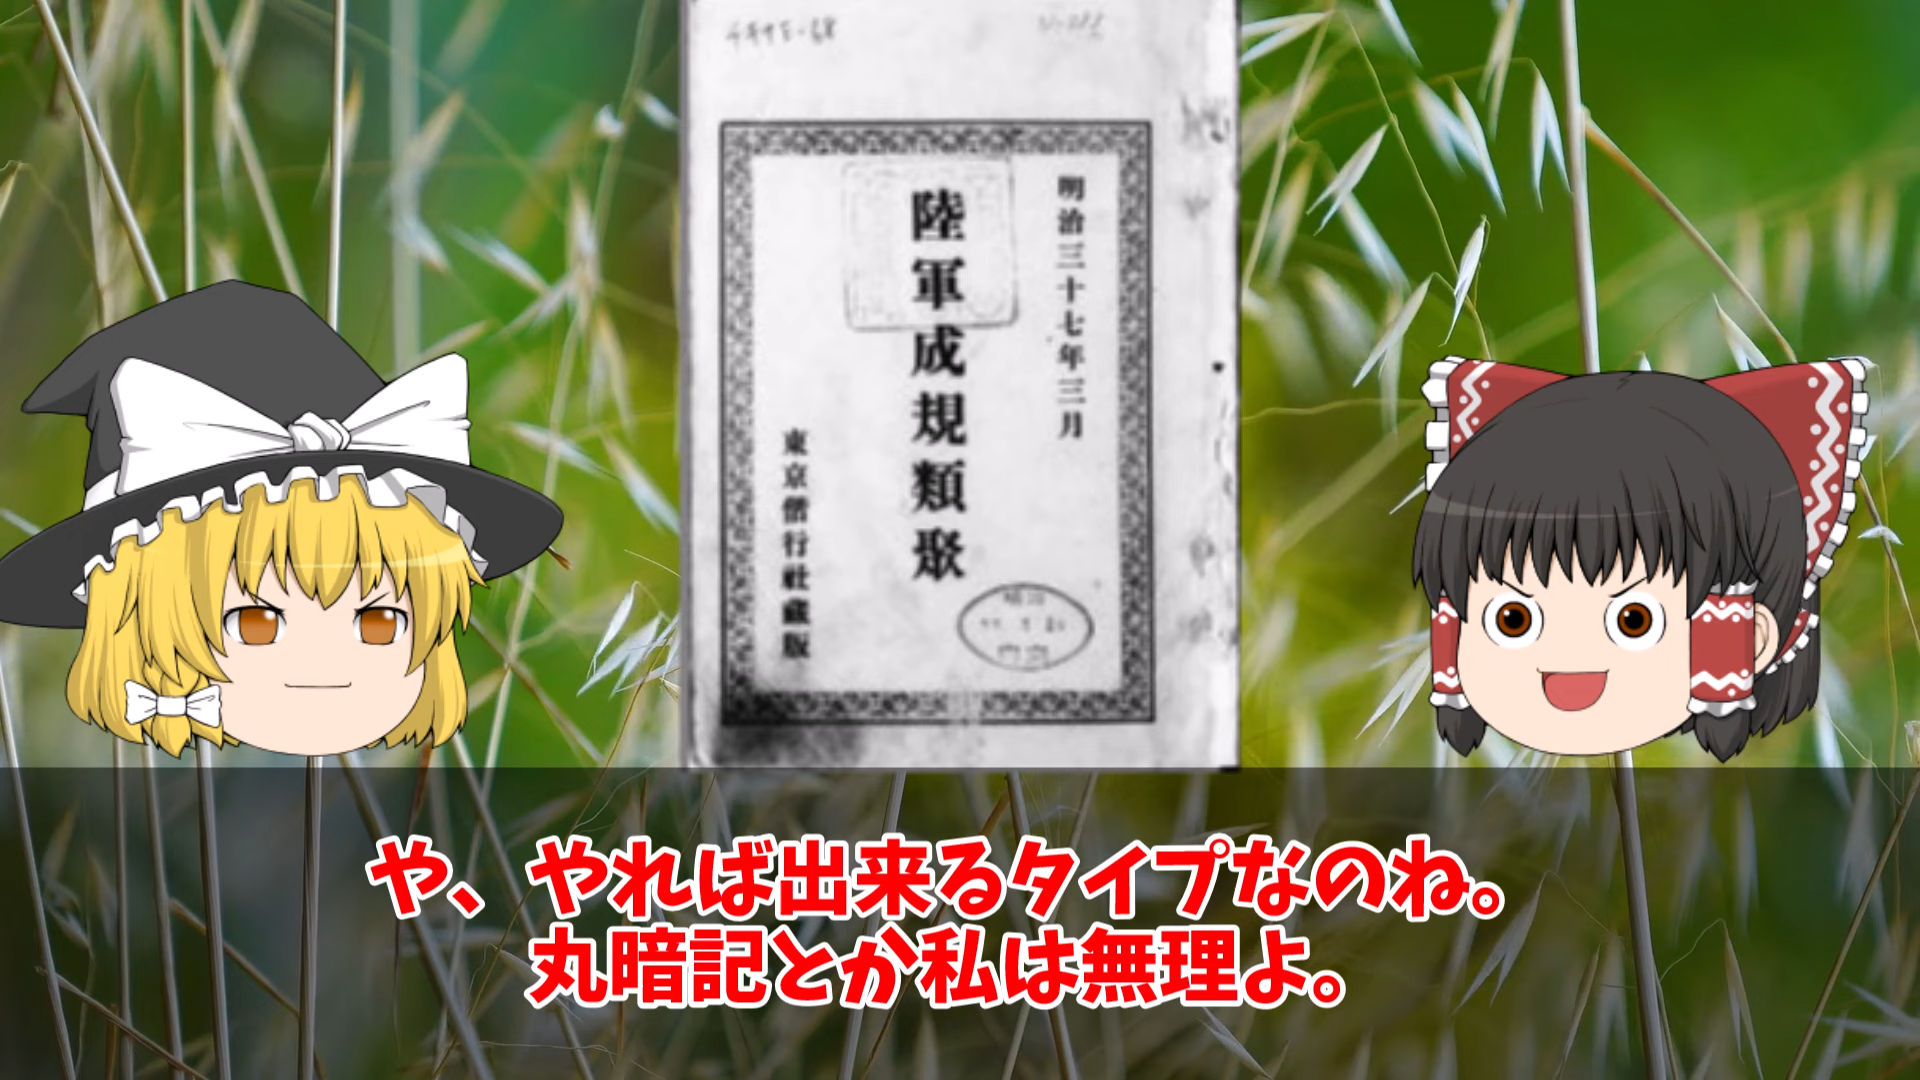 明治三十七年三月
陸軍成規類聚
東京偕行社蔵版
や、やれば出来るタイプなのね。
丸暗記とか私は無理よ。